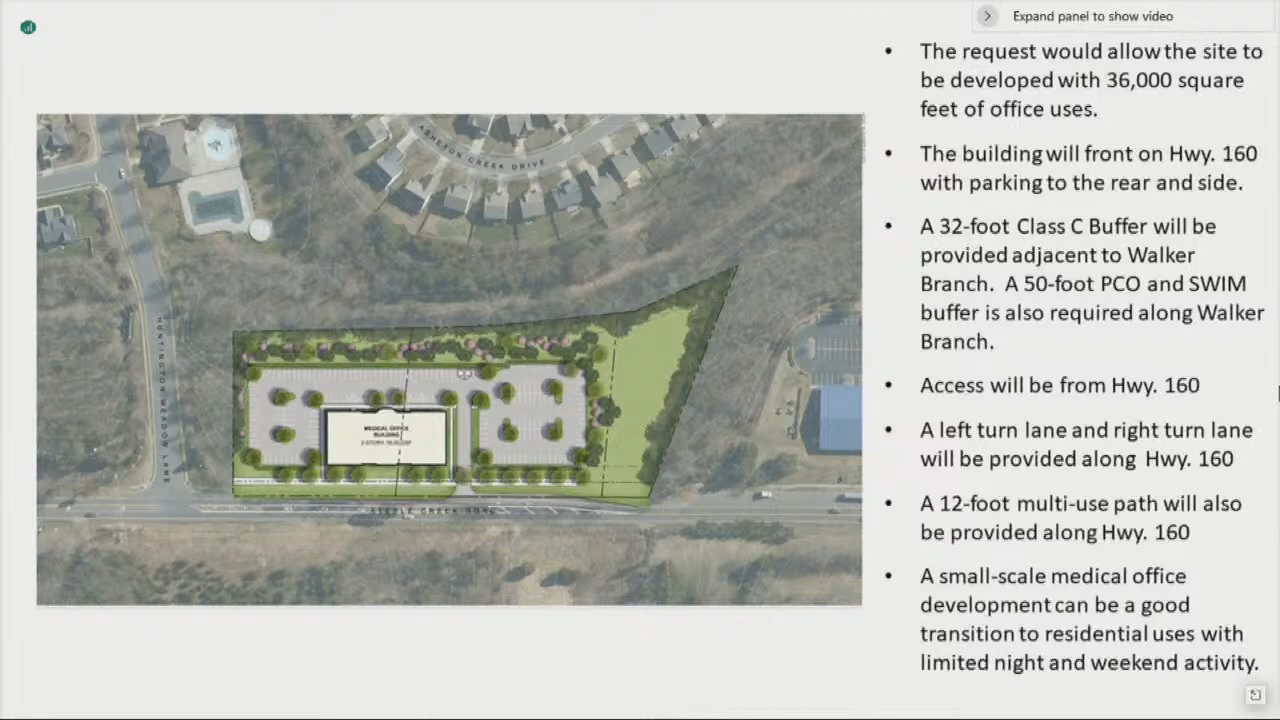 Expand panel to show video
• The request would allow the site to
be developed with 36,000 square
feet of office uses.
• The building will front on Hwy. 160
with parking to the rear and side.
• A 32-foot Class C Buffer will be
provided adjacent to Walker
Branch. A 50-foot PCO and SWIM
buffer is also required along Walker
Branch.
• Access will be from Hwy. 160
• A left turn lane and right turn lane
will be provided along Hwy. 160
• A 12-foot multi-use path will also
be provided along Hwy. 160
• A small-scale medical office
development can be a good
transition to residential uses with
limited night and weekend activity.
ASHETON CREEK DRIVE
HUNTINGTON MEADOW LANE
MEDICAL OFFICE
BUILDING
STEELE CREEK ROAD